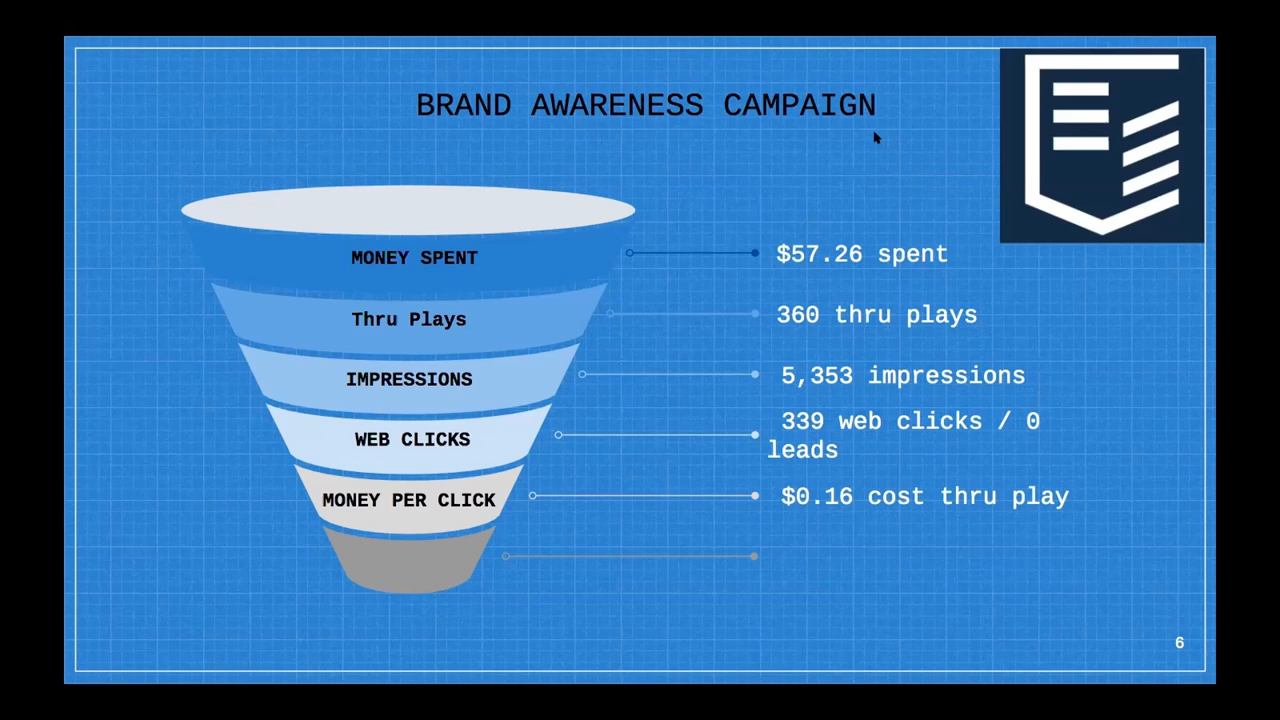 BRAND AWARENESS CAMPAIGN
MONEY SPENT
$57.26 spent
Thru Plays
360 thru plays
IMPRESSIONS
5,353 impressions
WEB CLICKS
339 web clicks / 0
leads
MONEY PER CLICK
$0.16 cost thru play
6